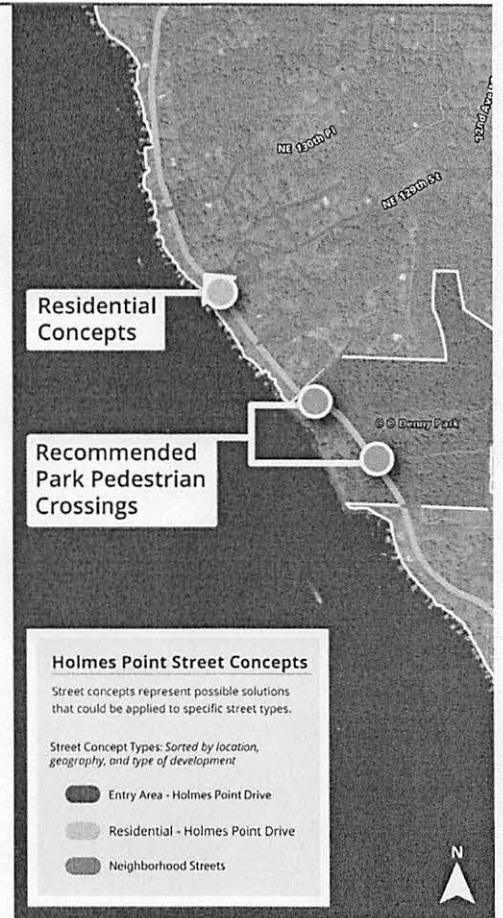 NE 130th Pl
NE 129th St
72nd Ave
Residential
Concepts
O O Denny Park
Recommended
Park Pedestrian
Crossings
Holmes Point Street Concepts
Street concepts represent possible solutions
that could be applied to specific street types.
Street Concept Types: Sorted by location,
geography, and type of development
Entry Area - Holmes Point Drive
Residential - Holmes Point Drive
Neighborhood Streets
N